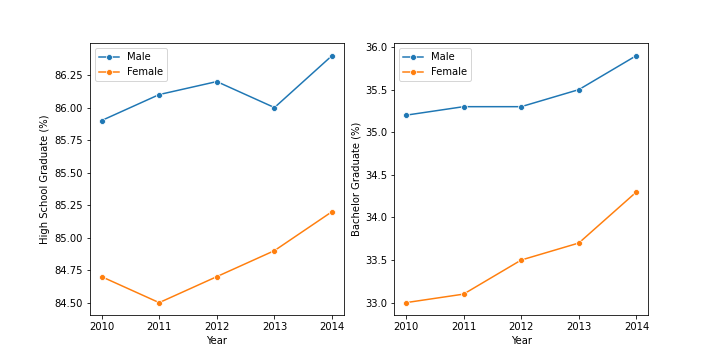 Male
Female
86.25
86.00
85.75
85.50
85.25
85.00
84.75
84.50
High School Graduate (%)
2010 2011 2012 2013 2014
Year
Male
Female
36.0
35.5
35.0
34.5
34.0
33.5
33.0
Bachelor Graduate (%)
2010 2011 2012 2013 2014
Year